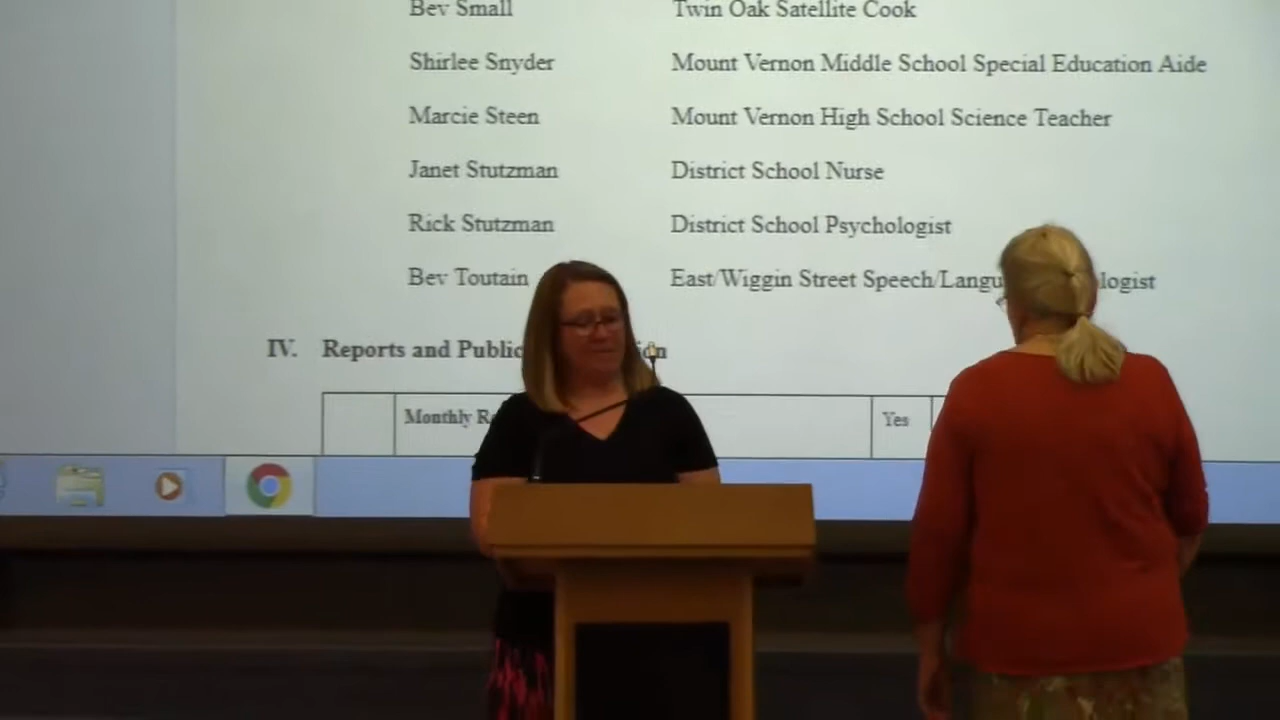 Bev Small Twin Oak Satellite Cook
Shirlee Snyder Mount Vernon Middle School Special Education Aide
Marcie Steen Mount Vernon High School Science Teacher
Janet Stutzman District School Nurse
Rick Stutzman District School Psychologist
Bev Toutain East/Wiggin Street Speech/Langu logist
IV. Reports and Public
Monthly Yes